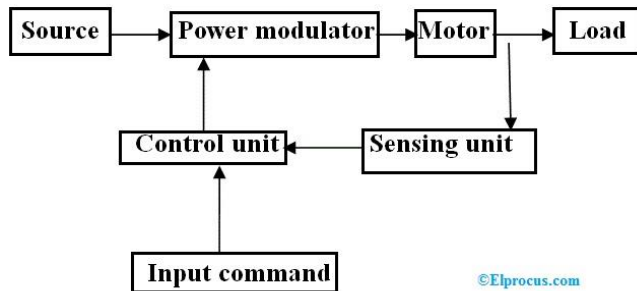 Source
Power modulator
Motor
Load
Control unit
Sensing unit
Input command
©Elprocus.com